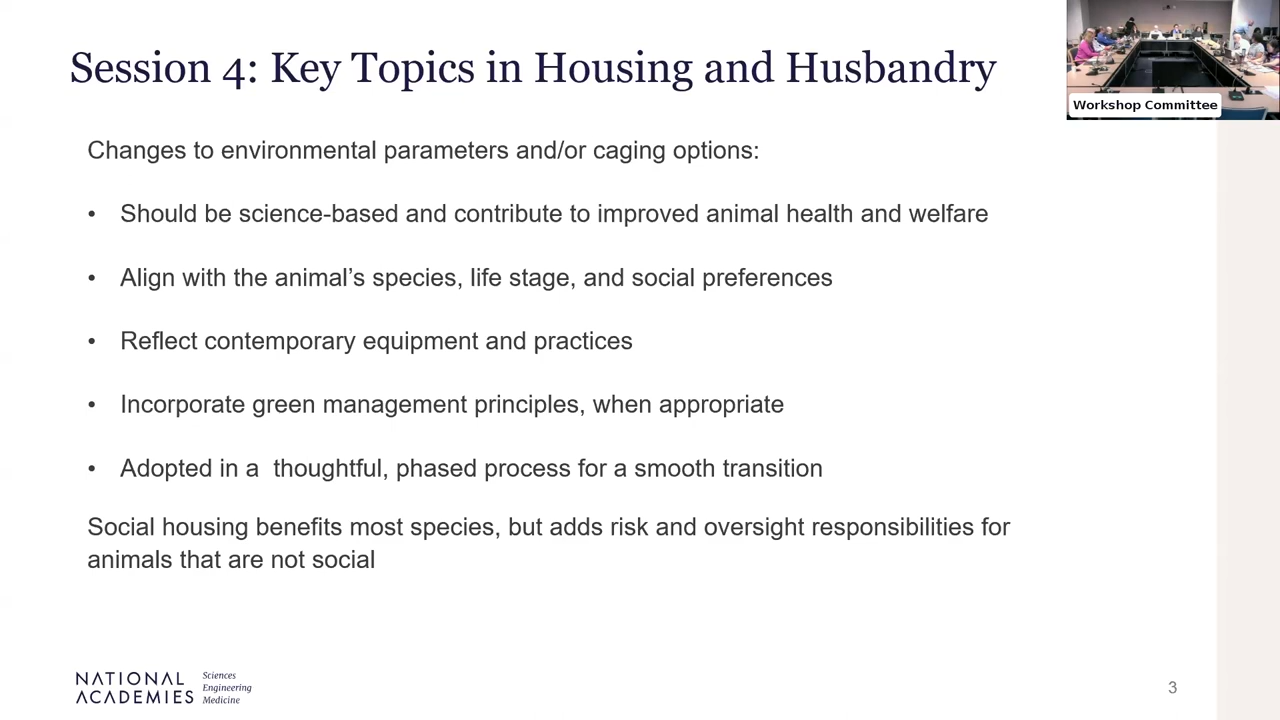 Session 4: Key Topics in Housing and Husbandry
Workshop Committee
Changes to environmental parameters and/or caging options:
• Should be science-based and contribute to improved animal health and welfare
• Align with the animal's species, life stage, and social preferences
• Reflect contemporary equipment and practices
• Incorporate green management principles, when appropriate
• Adopted in a  thoughtful, phased process for a smooth transition
Social housing benefits most species, but adds risk and oversight responsibilities for
animals that are not social
NATIONAL
ACADEMIES
Sciences
Engineering
Medicine
3